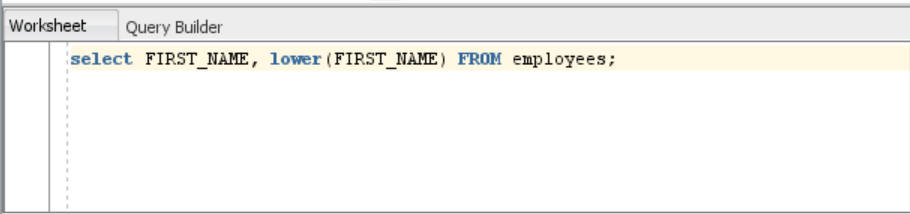 Worksheet Query Builder
select FIRST_NAME, lower(FIRST_NAME) FROM employees;